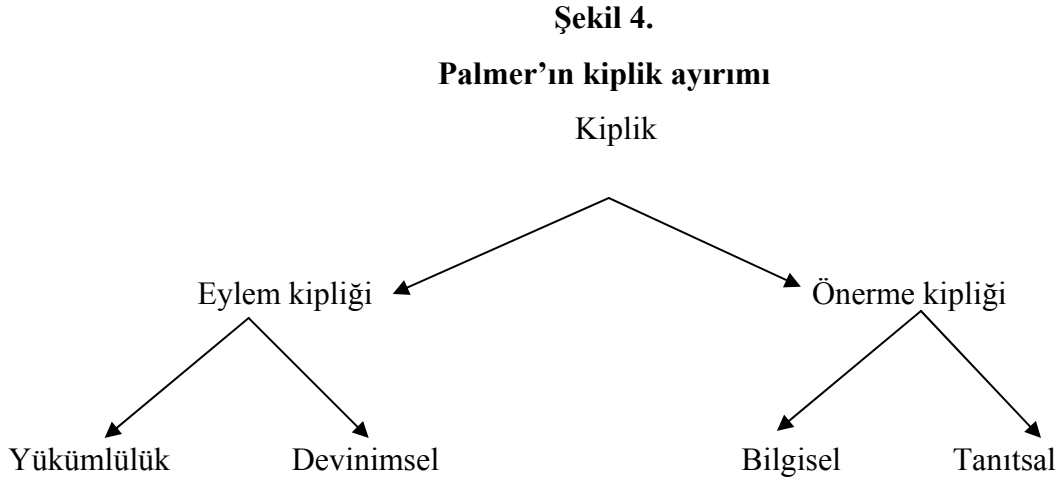 Şekil 4.
Palmer’ın kiplik ayırımı
Kiplik
Eylem kipliği Önerme kipliği
Yükümlülük Devinimsel Bilgisel Tanıtsal